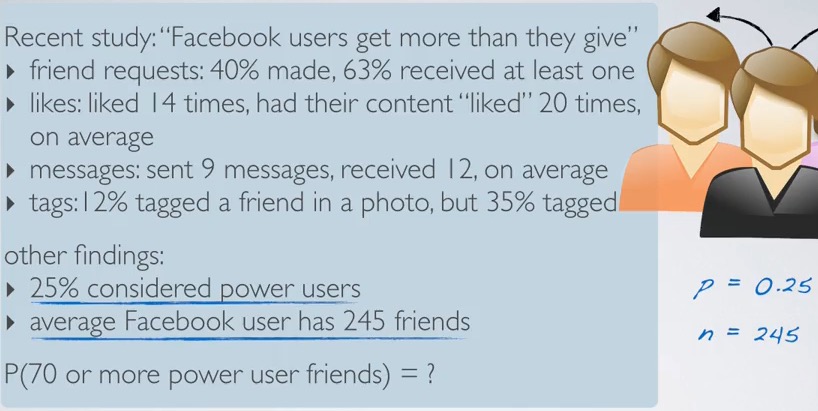 Recent study: “Facebook users get more than they give”
‣ friend requests: 40% made, 63% received at least one
‣ likes: liked 14 times, had their content “liked” 20 times,
on average
‣ messages: sent 9 messages, received 12, on average
‣ tags:12% tagged a friend in a photo, but 35% tagged
other findings:
‣ 25% considered power users
‣ average Facebook user has 245 friends
P(70 or more power user friends) = ?
p = 0.25
n = 245